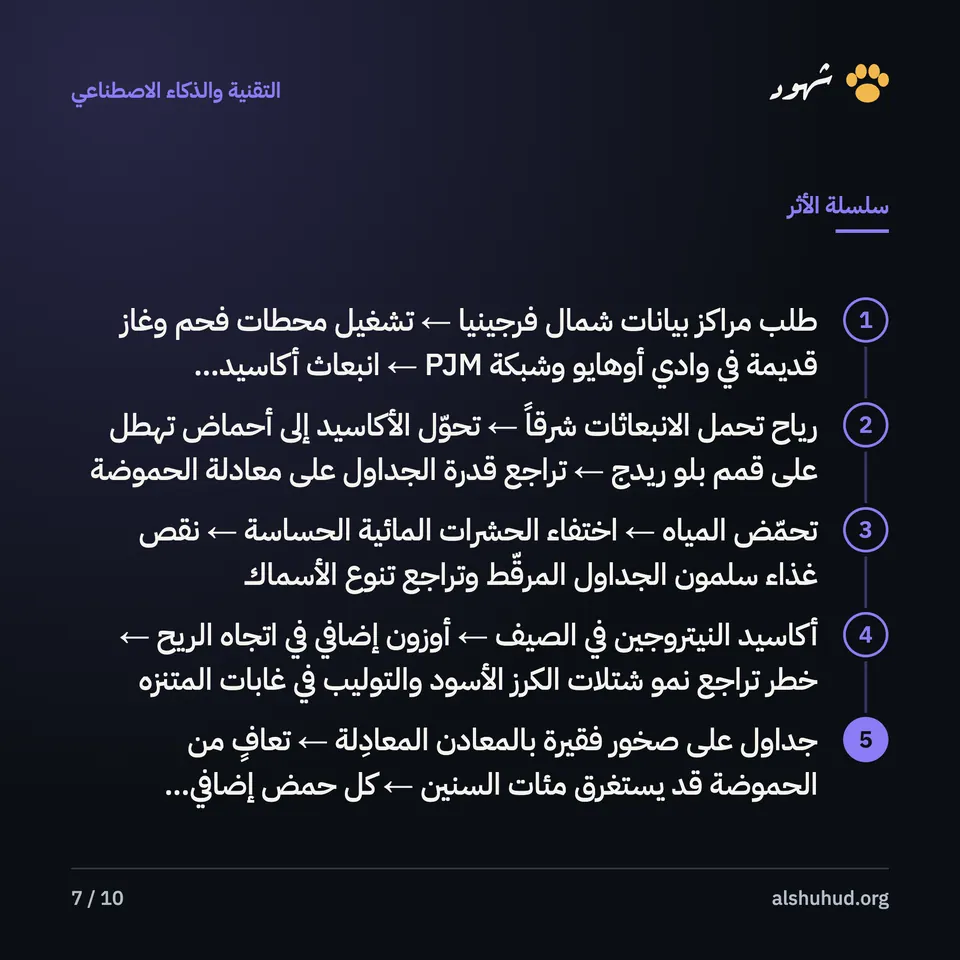 شهود
التقنية والذكاء الاصطناعي
سلسلة الأثر
1 طلب مراكز بيانات شمال فرجينيا ← تشغيل محطات فحم وغاز
قديمة في وادي أوهايو وشبكة PJM ← انبعاث أكاسيد...
2 رياح تحمل الانبعاثات شرقاً ← تحوّل الأكاسيد إلى أحماض تهطل
على قمم بلو ريدج ← تراجع قدرة الجداول على معادلة الحموضة
3 تحمّض المياه ← اختفاء الحشرات المائية الحساسة ← نقص
غذاء سلمون الجداول المرقّط وتراجع تنوع الأسماك
4 أكاسيد النيتروجين في الصيف ← أوزون إضافي في اتجاه الريح ←
خطر تراجع نمو شتلات الكرز الأسود والتوليب في غابات المتنزه
5 جداول على صخور فقيرة بالمعادن المعادِلة ← تعافٍ من
الحموضة قد يستغرق مئات السنين ← كل حمض إضافي...
alshuhud.org
7 / 10